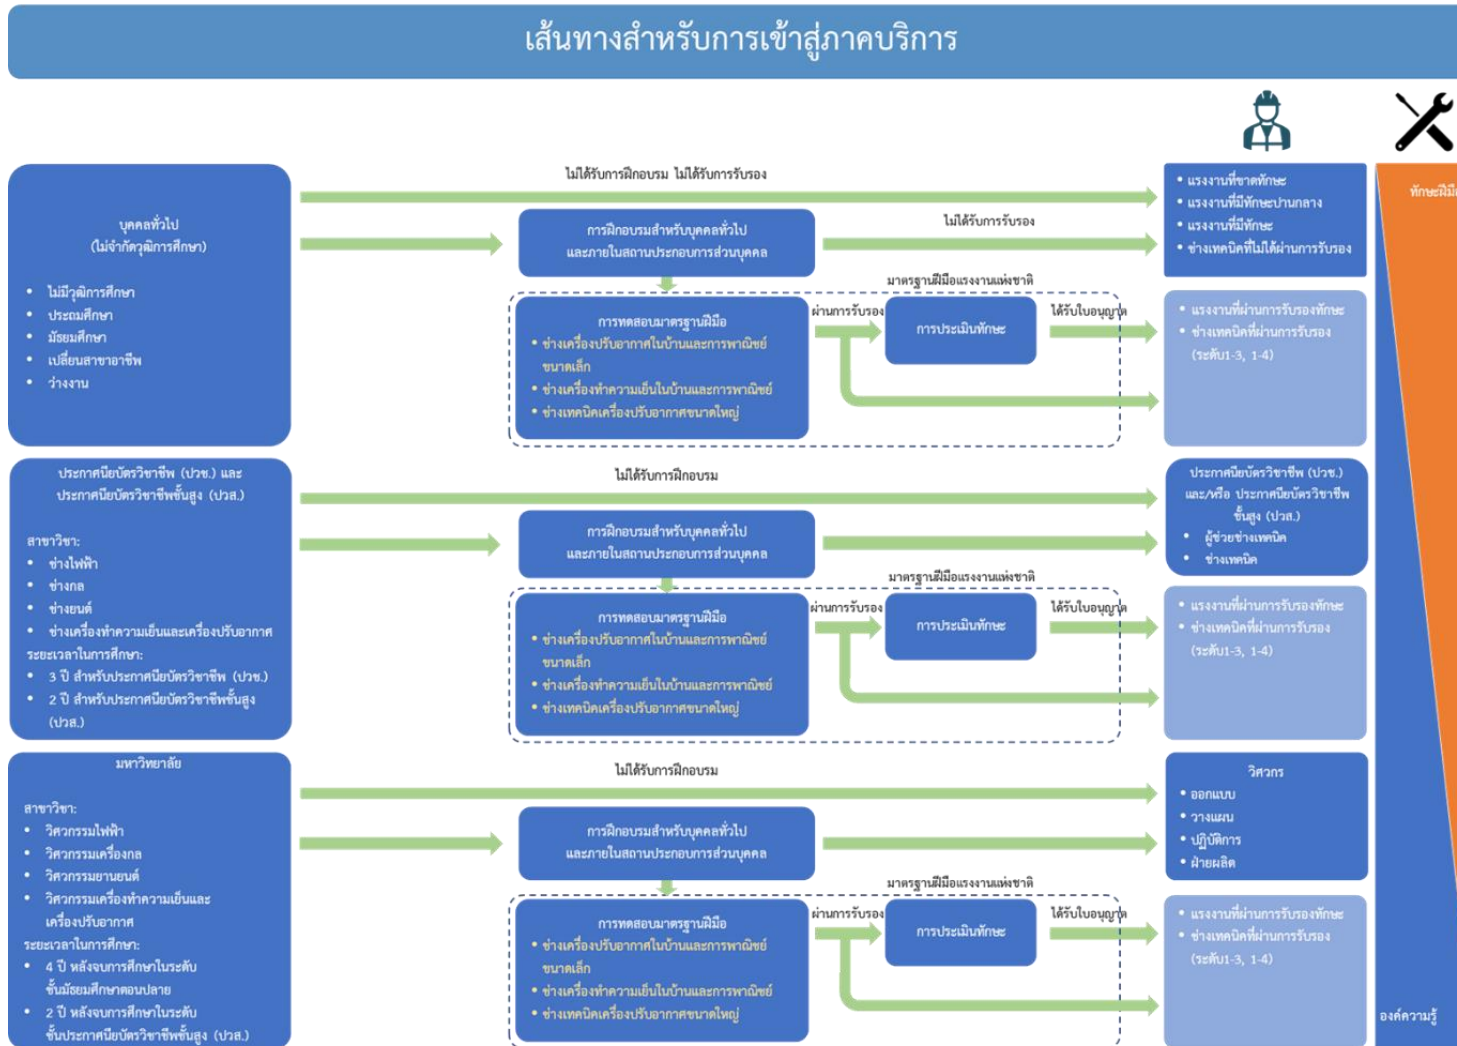 เส้นทางสำหรับการเข้าสู่ภาคบริการ
บุคคลทั่วไป
(ไม่จำกัดวุฒิการศึกษา)
• ไม่มีวุฒิการศึกษา
• ประถมศึกษา
• มัธยมศึกษา
• เปลี่ยนสาขาอาชีพ
• ว่างงาน
ไม่ได้รับการฝึกอบรม ไม่ได้รับการรับรอง
การฝึกอบรมสำหรับบุคคลทั่วไป
และภายในสถานประกอบการส่วนบุคคล
ไม่ได้รับการรับรอง
มาตรฐานฝีมือแรงงานแห่งชาติ
การทดสอบมาตรฐานฝีมือ
• ช่างเครื่องปรับอากาศในบ้านและการพาณิชย์
ขนาดเล็ก
• ช่างเครื่องทำความเย็นในบ้านและการพาณิชย์
• ช่างเทคนิคเครื่องปรับอากาศขนาดใหญ่
ผ่านการรับรอง
การประเมินทักษะ
ได้รับใบอนุญาต
• แรงงานที่ขาดทักษะ
• แรงงานที่มีทักษะปานกลาง
• แรงงานที่มีทักษะ
• ช่างเทคนิคที่ไม่ได้ผ่านการรับรอง
• แรงงานที่ผ่านการรับรองทักษะ
• ช่างเทคนิคที่ผ่านการรับรอง
(ระดับ1-3, 1-4)
ทักษะฝีมือ
ประกาศนียบัตรวิชาชีพ (ปวช.) และ
ประกาศนียบัตรวิชาชีพชั้นสูง (ปวส.)
สาขาวิชา:
• ช่างไฟฟ้า
• ช่างกล
• ช่างยนต์
• ช่างเครื่องทำความเย็นและเครื่องปรับอากาศ
ระยะเวลาในการศึกษา:
• 3 ปี สำหรับประกาศนียบัตรวิชาชีพ (ปวช.)
• 2 ปี สำหรับประกาศนียบัตรวิชาชีพชั้นสูง
(ปวส.)
ไม่ได้รับการฝึกอบรม
การฝึกอบรมสำหรับบุคคลทั่วไป
และภายในสถานประกอบการส่วนบุคคล
มาตรฐานฝีมือแรงงานแห่งชาติ
การทดสอบมาตรฐานฝีมือ
• ช่างเครื่องปรับอากาศในบ้านและการพาณิชย์
ขนาดเล็ก
• ช่างเครื่องทำความเย็นในบ้านและการพาณิชย์
• ช่างเทคนิคเครื่องปรับอากาศขนาดใหญ่
ผ่านการรับรอง
การประเมินทักษะ
ได้รับใบอนุญาต
ประกาศนียบัตรวิชาชีพ (ปวช.)
และ/หรือ ประกาศนียบัตรวิชาชีพ
ชั้นสูง (ปวส.)
• ผู้ช่วยช่างเทคนิค
• ช่างเทคนิค
• แรงงานที่ผ่านการรับรองทักษะ
• ช่างเทคนิคที่ผ่านการรับรอง
(ระดับ1-3, 1-4)
มหาวิทยาลัย
สาขาวิชา:
• วิศวกรรมไฟฟ้า
• วิศวกรรมเครื่องกล
• วิศวกรรมยานยนต์
• วิศวกรรมเครื่องทำความเย็นและ
เครื่องปรับอากาศ
ระยะเวลาในการศึกษา:
• 4 ปี หลังจบการศึกษาในระดับ
ชั้นมัธยมศึกษาตอนปลาย
• 2 ปี หลังจบการศึกษาในระดับ
ชั้นประกาศนียบัตรวิชาชีพชั้นสูง (ปวส.)
ไม่ได้รับการฝึกอบรม
การฝึกอบรมสำหรับบุคคลทั่วไป
และภายในสถานประกอบการส่วนบุคคล
มาตรฐานฝีมือแรงงานแห่งชาติ
การทดสอบมาตรฐานฝีมือ
• ช่างเครื่องปรับอากาศในบ้านและการพาณิชย์
ขนาดเล็ก
• ช่างเครื่องทำความเย็นในบ้านและการพาณิชย์
• ช่างเทคนิคเครื่องปรับอากาศขนาดใหญ่
ผ่านการรับรอง
การประเมินทักษะ
ได้รับใบอนุญาต
วิศวกร
• ออกแบบ
• วางแผน
• ปฏิบัติการ
• ฝ่ายผลิต
• แรงงานที่ผ่านการรับรองทักษะ
• ช่างเทคนิคที่ผ่านการรับรอง
(ระดับ1-3, 1-4)
องค์ความรู้